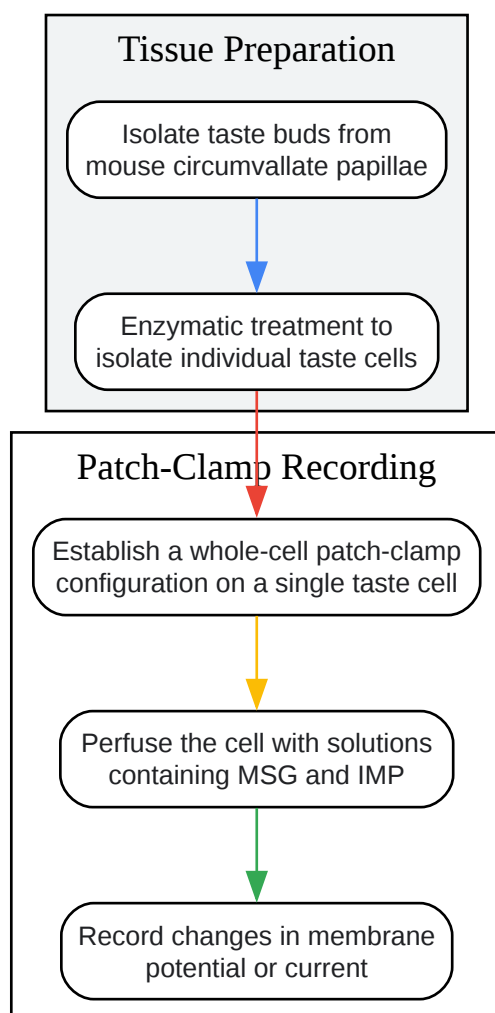 Tissue Preparation
Isolate taste buds from
mouse circumvallate papillae
Enzymatic treatment to
isolate individual taste cells
Patch-Clamp Recording
Establish a whole-cell patch-clamp
configuration on a single taste cell
Perfuse the cell with solutions
containing MSG and IMP
Record changes in membrane
potential or current